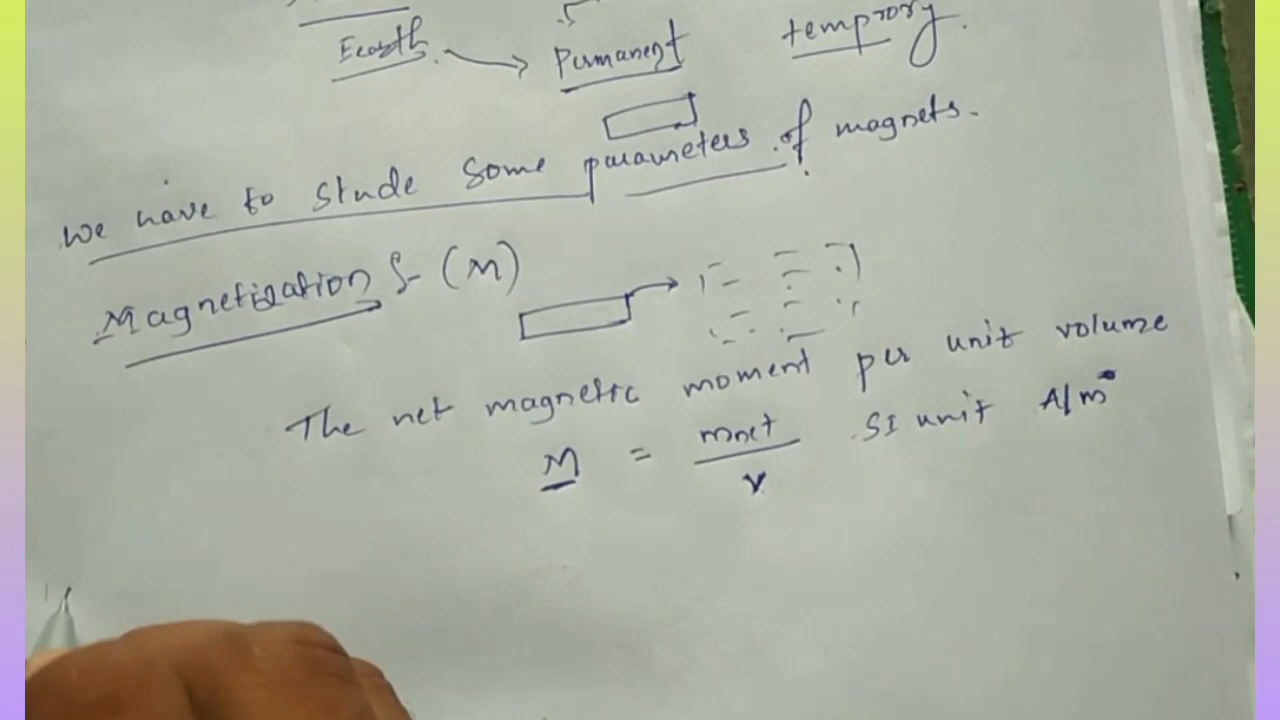 Earth. Permanent temprory.
We have to stude some parameters of magnets.
Magnetization :- (M)
The net magnetic moment per unit volume
M = mnet / v SI unit A/m